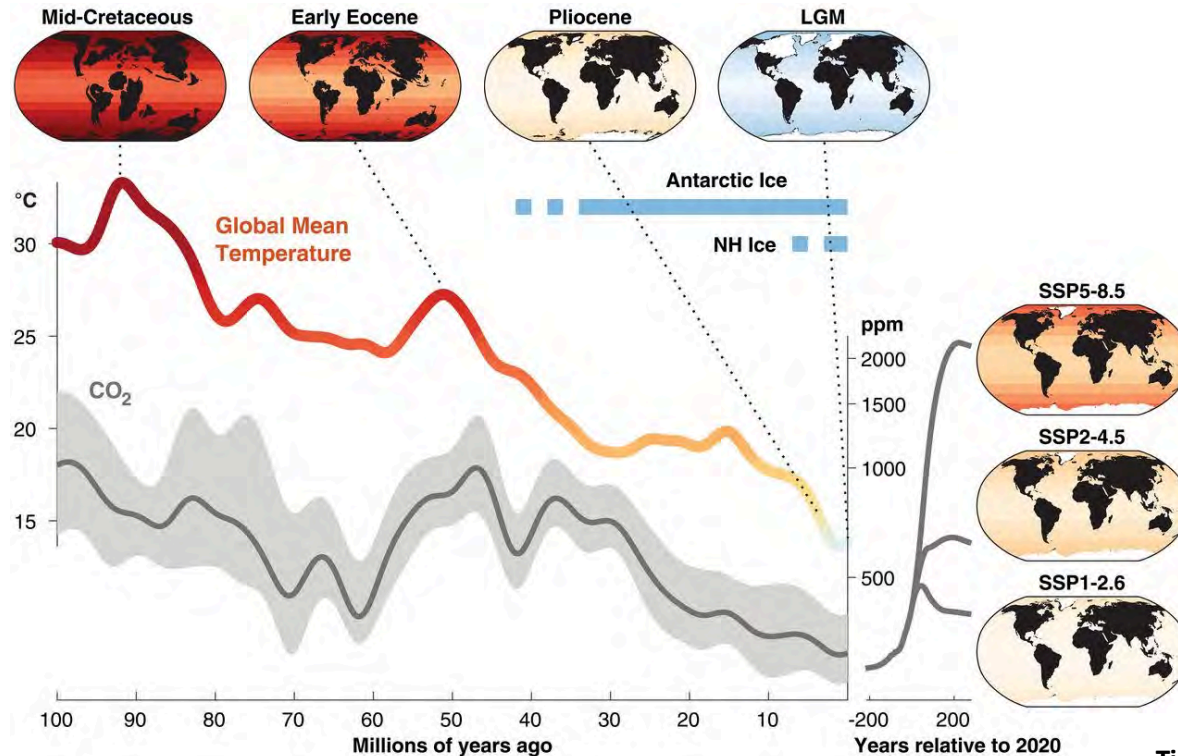 Mid-Cretaceous
Early Eocene
Pliocene
LGM
Antarctic Ice
NH Ice
°C
30
25
20
15
Global Mean
Temperature
CO2
ppm
2000
1500
1000
500
SSP5-8.5
SSP2-4.5
SSP1-2.6
100 90 80 70 60 50 40 30 20 10
-200 200
Millions of years ago
Years relative to 2020